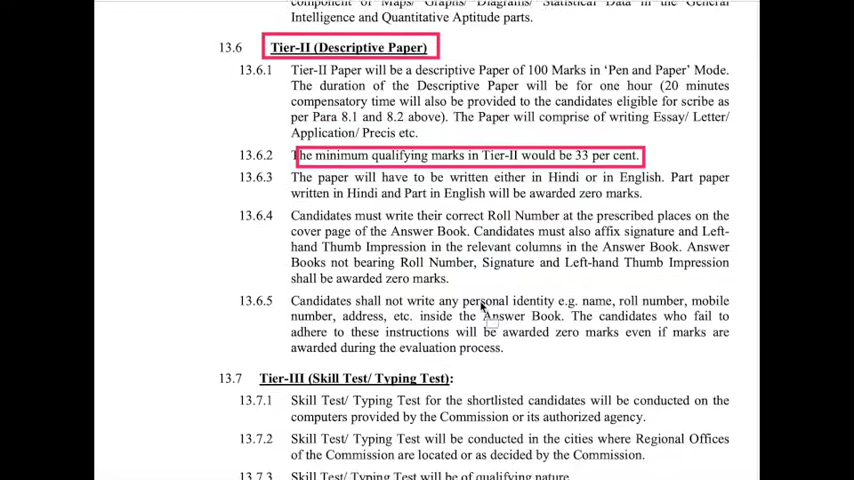 component of Maps/ Graphs/ Diagrams/ Statistical Data in the General
Intelligence and Quantitative Aptitude parts.
13.6 Tier-II (Descriptive Paper)
13.6.1 Tier-II Paper will be a descriptive Paper of 100 Marks in ‘Pen and Paper’ Mode.
The duration of the Descriptive Paper will be for one hour (20 minutes
compensatory time will also be provided to the candidates eligible for scribe as
per Para 8.1 and 8.2 above). The Paper will comprise of writing Essay/ Letter/
Application/ Precis etc.
13.6.2 The minimum qualifying marks in Tier-II would be 33 per cent.
13.6.3 The paper will have to be written either in Hindi or in English. Part paper
written in Hindi and Part in English will be awarded zero marks.
13.6.4 Candidates must write their correct Roll Number at the prescribed places on the
cover page of the Answer Book. Candidates must also affix signature and Left-
hand Thumb Impression in the relevant columns in the Answer Book. Answer
Books not bearing Roll Number, Signature and Left-hand Thumb Impression
shall be awarded zero marks.
13.6.5 Candidates shall not write any personal identity e.g. name, roll number, mobile
number, address, etc. inside the Answer Book. The candidates who fail to
adhere to these instructions will be awarded zero marks even if marks are
awarded during the evaluation process.
13.7 Tier-III (Skill Test/ Typing Test):
13.7.1 Skill Test/ Typing Test for the shortlisted candidates will be conducted on the
computers provided by the Commission or its authorized agency.
13.7.2 Skill Test/ Typing Test will be conducted in the cities where Regional Offices
of the Commission are located or as decided by the Commission.
13.7.3 Skill Test/ Typing Test will be of qualifying nature.